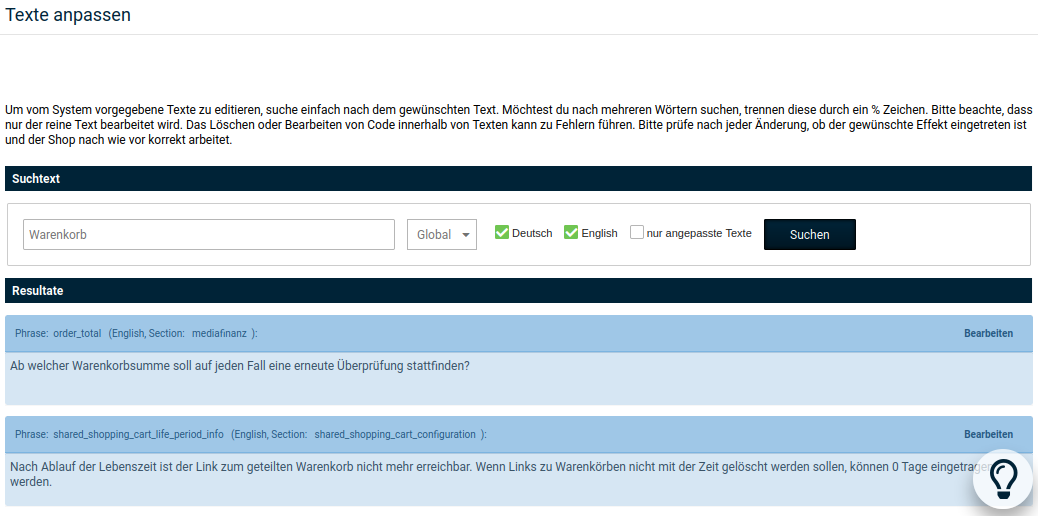 Texte anpassen
Um vom System vorgegebene Texte zu editieren, suche einfach nach dem gewünschten Text. Möchtest du nach mehreren Wörtern suchen, trennen diese durch ein % Zeichen. Bitte beachte, dass
nur der reine Text bearbeitet wird. Das Löschen oder Bearbeiten von Code innerhalb von Texten kann zu Fehlern führen. Bitte prüfe nach jeder Änderung, ob der gewünschte Effekt eingetreten ist
und der Shop nach wie vor korrekt arbeitet.
Suchtext
Warenkorb Global Deutsch English nur angepasste Texte Suchen
Resultate
Phrase: order_total (English, Section: mediafinanz ): Bearbeiten
Ab welcher Warenkorbsumme soll auf jeden Fall eine erneute Überprüfung stattfinden?
Phrase: shared_shopping_cart_life_period_info (English, Section: shared_shopping_cart_configuration ): Bearbeiten
Nach Ablauf der Lebenszeit ist der Link zum geteilten Warenkorb nicht mehr erreichbar. Wenn Links zu Warenkörben nicht mit der Zeit gelöscht werden sollen, können 0 Tage eingetragen
werden.